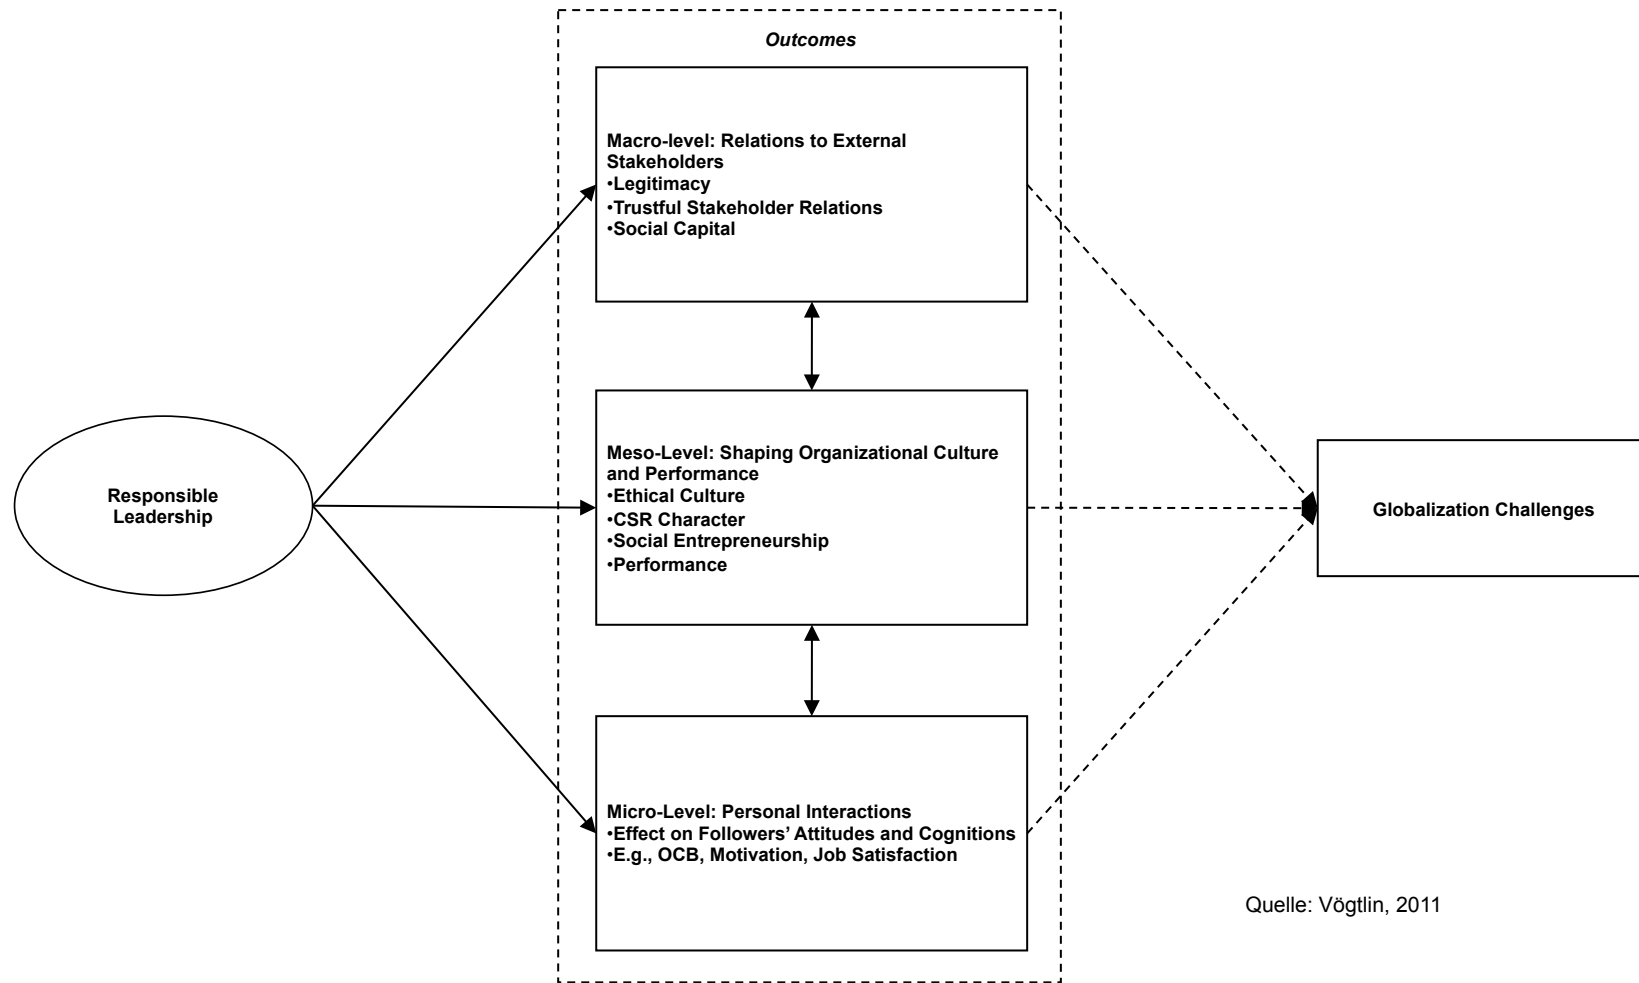 Outcomes
Macro-level: Relations to External
Stakeholders
•Legitimacy
•Trustful Stakeholder Relations
•Social Capital
Responsible
Leadership
Meso-Level: Shaping Organizational Culture
and Performance
•Ethical Culture
•CSR Character
•Social Entrepreneurship
•Performance
Globalization Challenges
Micro-Level: Personal Interactions
•Effect on Followers’ Attitudes and Cognitions
•E.g., OCB, Motivation, Job Satisfaction
Quelle: Vögtlin, 2011